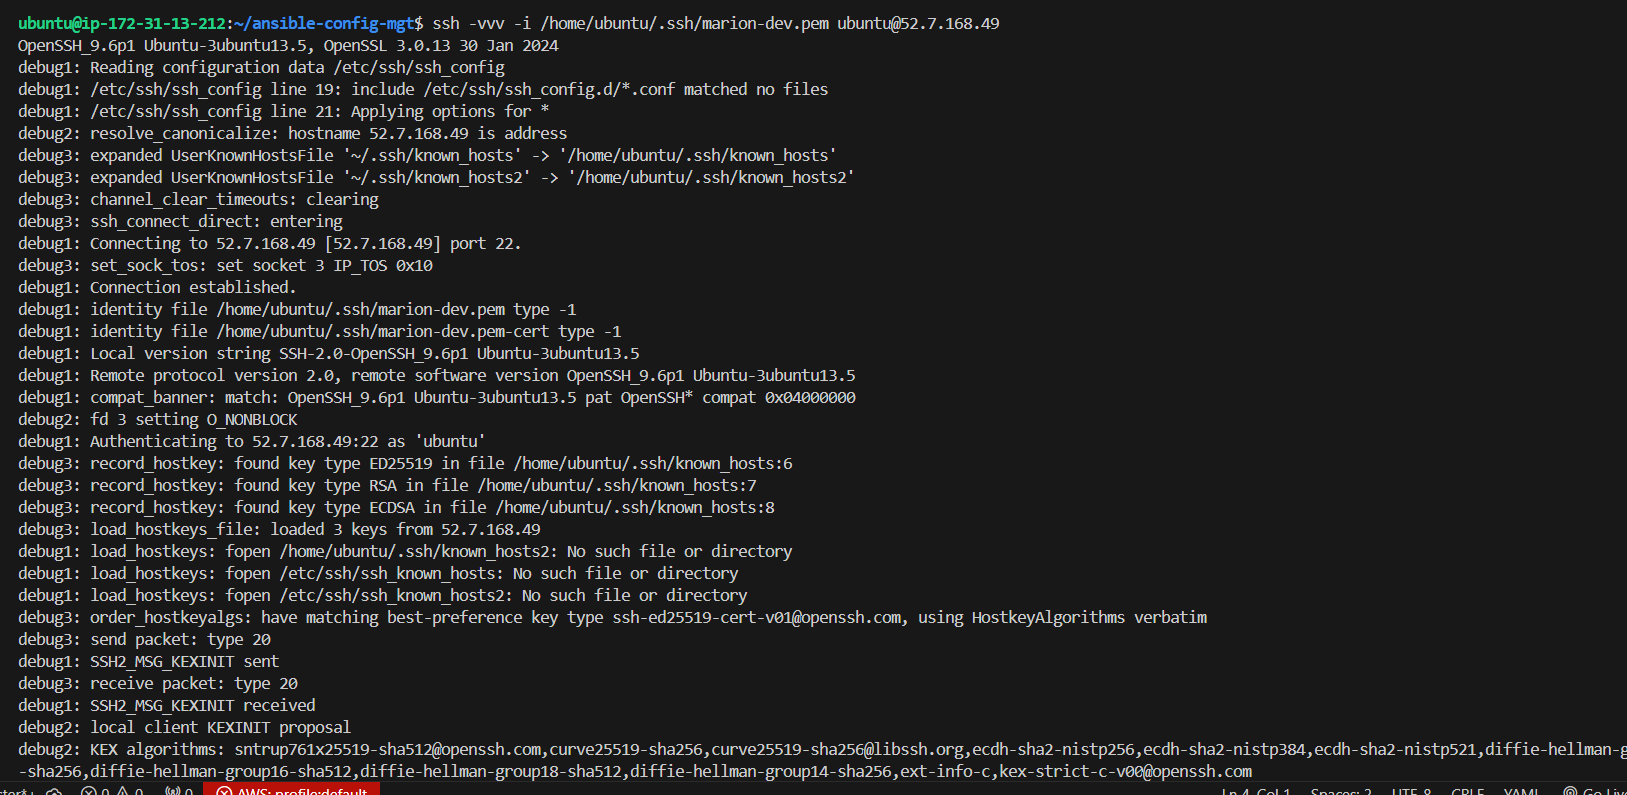 ubuntu@ip-172-31-13-212:~/ansible-config-mgt$ ssh -vvv -i /home/ubuntu/.ssh/marion-dev.pem ubuntu@52.7.168.49
OpenSSH_9.6p1 Ubuntu-3ubuntu13.5, OpenSSL 3.0.13 30 Jan 2024
debug1: Reading configuration data /etc/ssh/ssh_config
debug1: /etc/ssh/ssh_config line 19: include /etc/ssh/ssh_config.d/*.conf matched no files
debug1: /etc/ssh/ssh_config line 21: Applying options for *
debug2: resolve_canonicalize: hostname 52.7.168.49 is address
debug3: expanded UserKnownHostsFile '~/.ssh/known_hosts' -> '/home/ubuntu/.ssh/known_hosts'
debug3: expanded UserKnownHostsFile '~/.ssh/known_hosts2' -> '/home/ubuntu/.ssh/known_hosts2'
debug3: channel_clear_timeouts: clearing
debug3: ssh_connect_direct: entering
debug1: Connecting to 52.7.168.49 [52.7.168.49] port 22.
debug3: set_sock_tos: set socket 3 IP_TOS 0x10
debug1: Connection established.
debug1: identity file /home/ubuntu/.ssh/marion-dev.pem type -1
debug1: identity file /home/ubuntu/.ssh/marion-dev.pem-cert type -1
debug1: Local version string SSH-2.0-OpenSSH_9.6p1 Ubuntu-3ubuntu13.5
debug1: Remote protocol version 2.0, remote software version OpenSSH_9.6p1 Ubuntu-3ubuntu13.5
debug1: compat_banner: match: OpenSSH_9.6p1 Ubuntu-3ubuntu13.5 pat OpenSSH* compat 0x04000000
debug2: fd 3 setting O_NONBLOCK
debug1: Authenticating to 52.7.168.49:22 as 'ubuntu'
debug3: record_hostkey: found key type ED25519 in file /home/ubuntu/.ssh/known_hosts:6
debug3: record_hostkey: found key type RSA in file /home/ubuntu/.ssh/known_hosts:7
debug3: record_hostkey: found key type ECDSA in file /home/ubuntu/.ssh/known_hosts:8
debug3: load_hostkeys_file: loaded 3 keys from 52.7.168.49
debug1: load_hostkeys: fopen /home/ubuntu/.ssh/known_hosts2: No such file or directory
debug1: load_hostkeys: fopen /etc/ssh/ssh_known_hosts: No such file or directory
debug1: load_hostkeys: fopen /etc/ssh/ssh_known_hosts2: No such file or directory
debug3: order_hostkeyalgs: have matching best-preference key type ssh-ed25519-cert-v01@openssh.com, using HostkeyAlgorithms verbatim
debug3: send packet: type 20
debug1: SSH2_MSG_KEXINIT sent
debug3: receive packet: type 20
debug1: SSH2_MSG_KEXINIT received
debug2: local client KEXINIT proposal
debug2: KEX algorithms: sntrup761x25519-sha512@openssh.com,curve25519-sha256,curve25519-sha256@libssh.org,ecdh-sha2-nistp256,ecdh-sha2-nistp384,ecdh-sha2-nistp521,diffie-hellman-g
-sha256,diffie-hellman-group16-sha512,diffie-hellman-group18-sha512,diffie-hellman-group14-sha256,ext-info-c,kex-strict-c-v00@openssh.com
0 0 0 AWS: profile:default Ln 4, Col 1 Spaces: 2 UTF-8 CRLF YAML Go Live